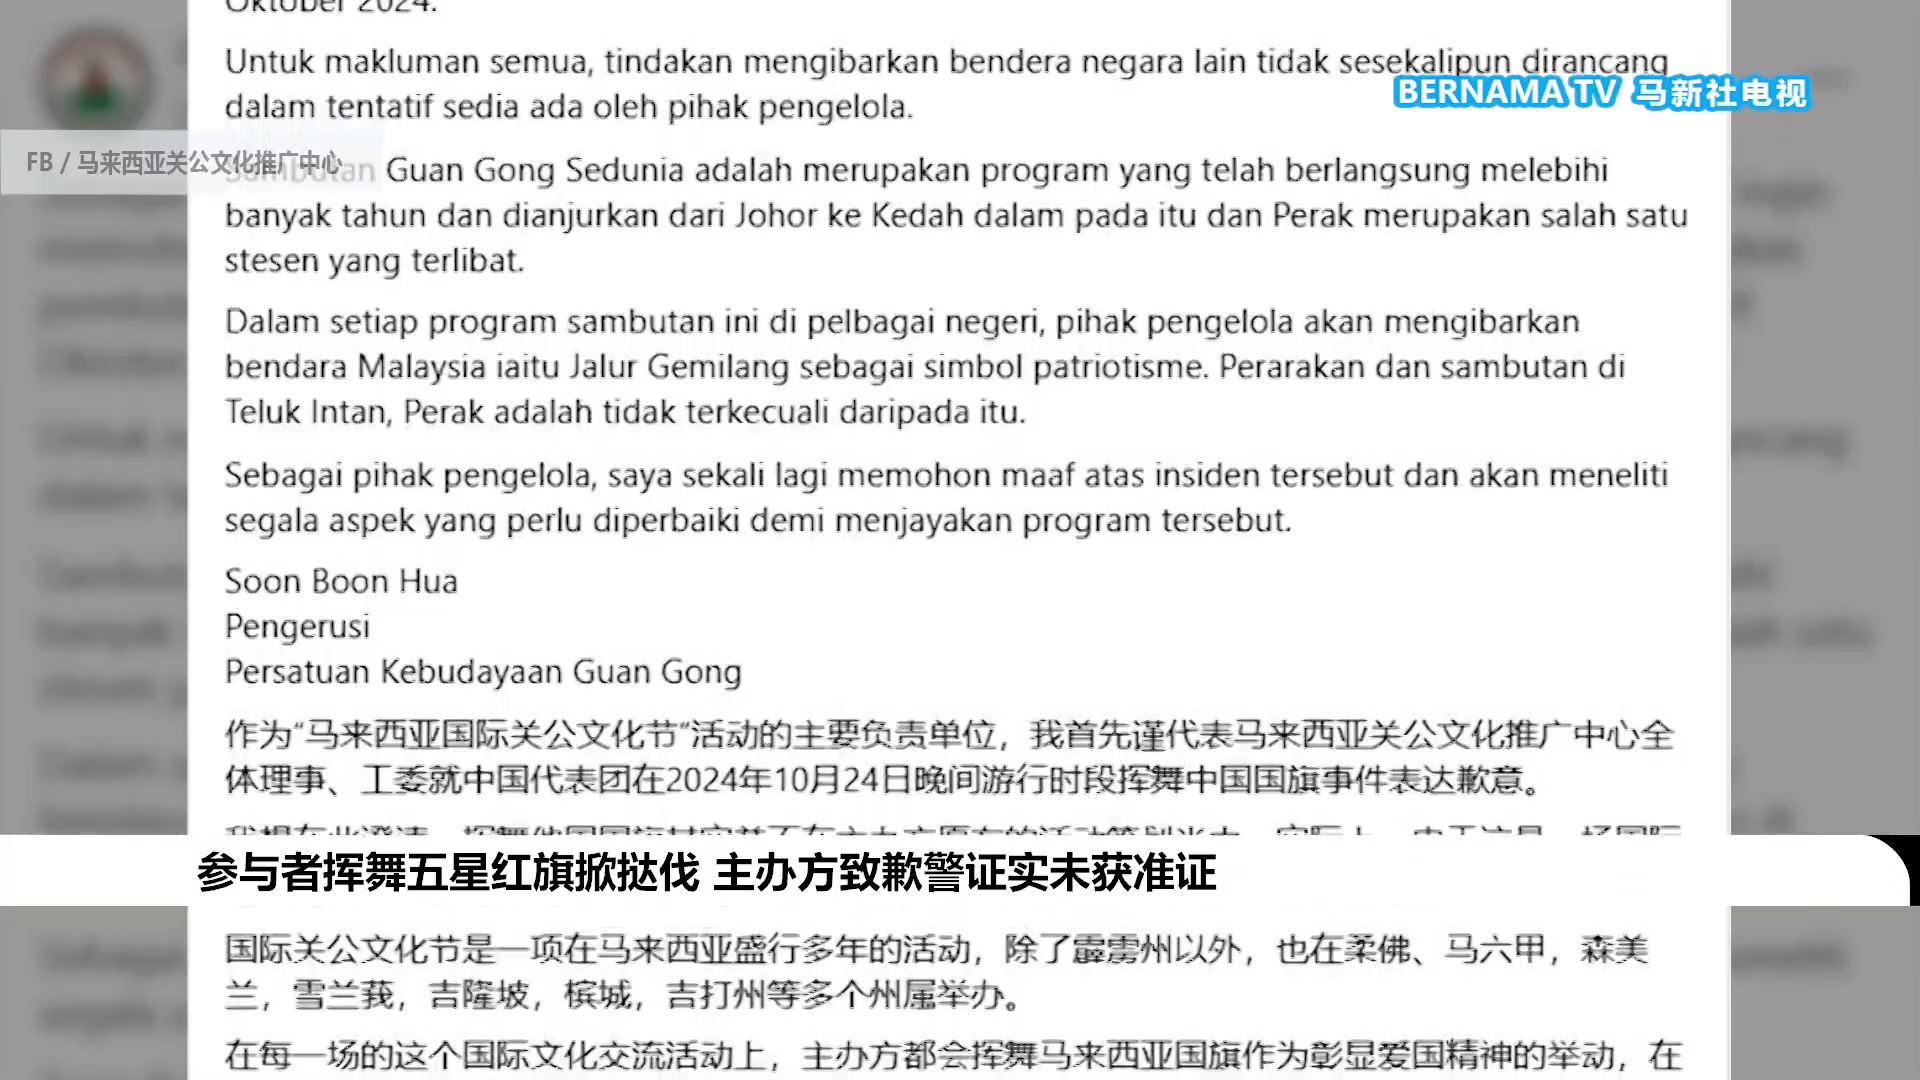 Oktober 2024.
Untuk makluman semua, tindakan mengibarkan bendera negara lain tidak sesekalipun dirancang
BERNAMA TV 马新社电视
dalam tentatif sedia ada oleh pihak pengelola.
FB / 马来西亚关公文化推广中心
Sambutan Guan Gong Sedunia adalah merupakan program yang telah berlangsung melebihi
banyak tahun dan dianjurkan dari Johor ke Kedah dalam pada itu dan Perak merupakan salah satu
stesen yang terlibat.
Dalam setiap program sambutan ini di pelbagai negeri, pihak pengelola akan mengibarkan
bendara Malaysia iaitu Jalur Gemilang sebagai simbol patriotisme. Perarakan dan sambutan di
Teluk Intan, Perak adalah tidak terkecuali daripada itu.
Sebagai pihak pengelola, saya sekali lagi memohon maaf atas insiden tersebut dan akan meneliti
segala aspek yang perlu diperbaiki demi menjayakan program tersebut.
Soon Boon Hua
Pengerusi
Persatuan Kebudayaan Guan Gong
作为“马来西亚国际关公文化节”活动的主要负责单位，我首先谨代表马来西亚关公文化推广中心全
体理事、工委就中国代表团在2024年10月24日晚间游行时段挥舞中国国旗事件表达歉意。
参与者挥舞五星红旗掀挞伐 主办方致歉警证实未获准证
国际关公文化节是一项在马来西亚盛行多年的活动，除了霹雳州以外，也在柔佛、马六甲，森美
兰，雪兰莪，吉隆坡，槟城，吉打州等多个州属举办。
在每一场的这个国际文化交流活动上，主办方都会挥舞马来西亚国旗作为彰显爱国精神的举动，在